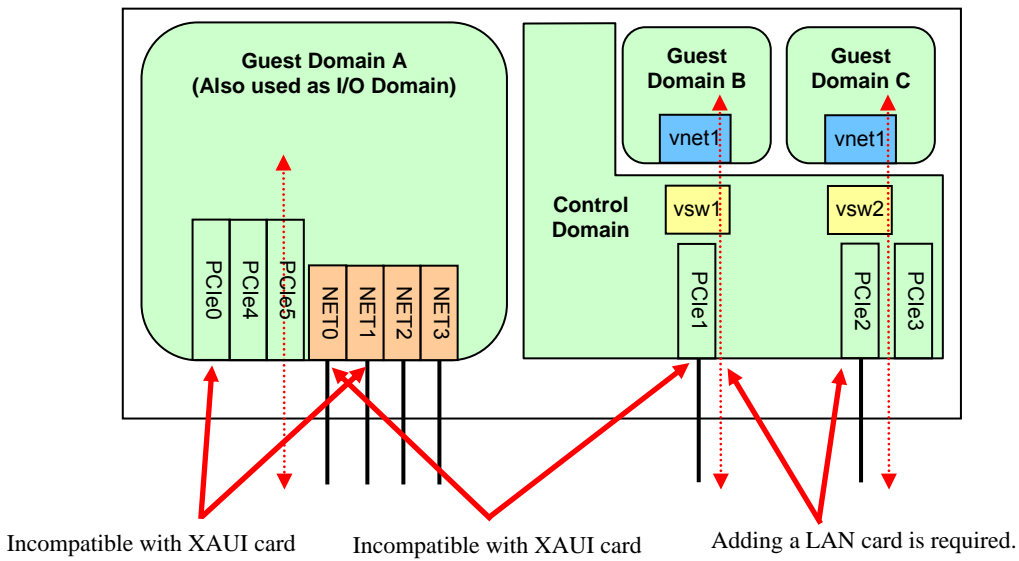 Guest Domain A
(Also used as I/O Domain)
Guest
Domain B
Guest
Domain C
vnet1
vnet1
Control
Domain
vsw1
vsw2
PCIe0
PCIe4
PCIe5
NET0
NET1
NET2
NET3
PCIe1
PCIe2
PCIe3
Incompatible with XAUI card
Incompatible with XAUI card
Adding a LAN card is required.